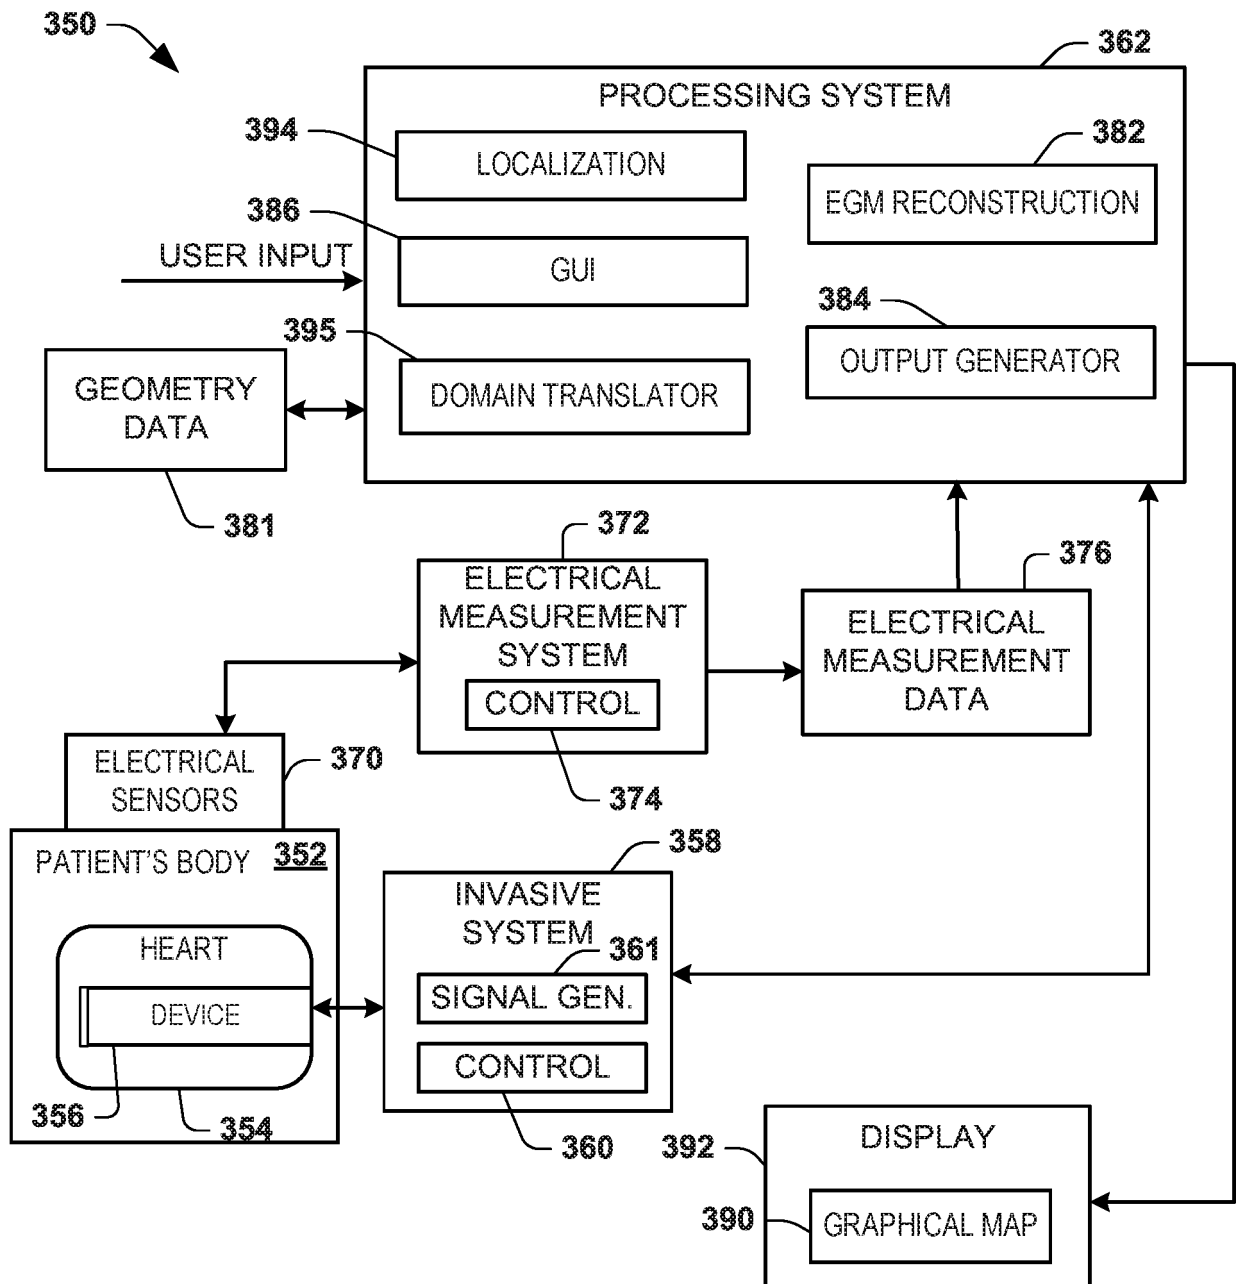 350
362
PROCESSING SYSTEM
394
LOCALIZATION
382
EGM RECONSTRUCTION
386
USER INPUT
GUI
384
395
OUTPUT GENERATOR
GEOMETRY
DATA
DOMAIN TRANSLATOR
381
372
376
ELECTRICAL
MEASUREMENT
SYSTEM
CONTROL
374
ELECTRICAL
MEASUREMENT
DATA
ELECTRICAL
SENSORS
370
PATIENT'S BODY 352
358
INVASIVE
SYSTEM
361
SIGNAL GEN.
CONTROL
360
HEART
DEVICE
356
354
392
DISPLAY
390
GRAPHICAL MAP